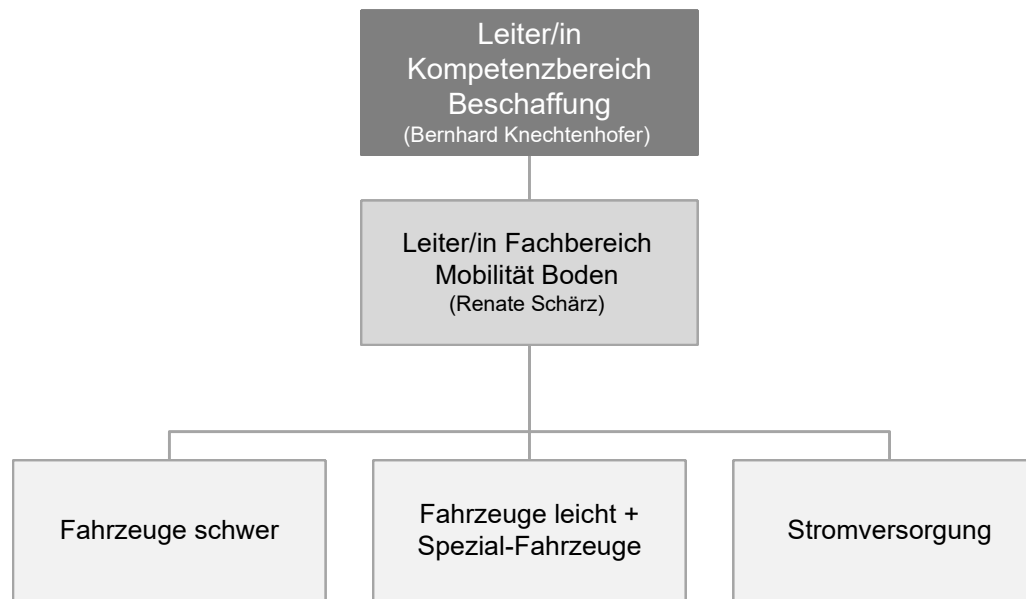 Leiter/in
Kompetenzbereich
Beschaffung
(Bernhard Knechtenhofer)
Leiter/in Fachbereich
Mobilität Boden
(Renate Schärz)
Fahrzeuge schwer
Fahrzeuge leicht +
Spezial-Fahrzeuge
Stromversorgung